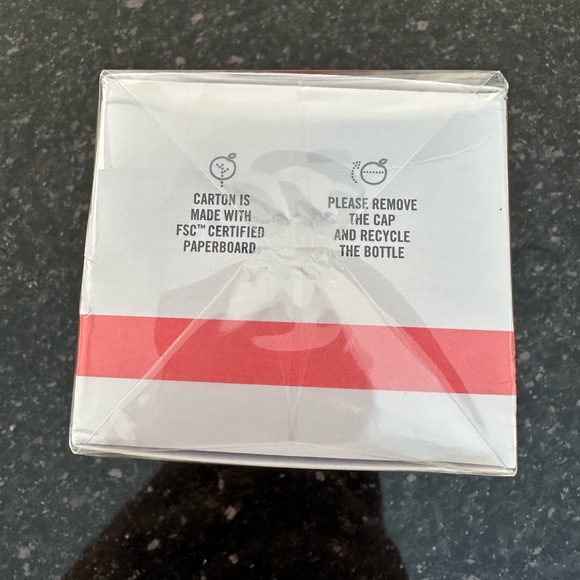 CARTON IS
MADE WITH
FSC™ CERTIFIED
PAPERBOARD
PLEASE REMOVE
THE CAP
AND RECYCLE
THE BOTTLE